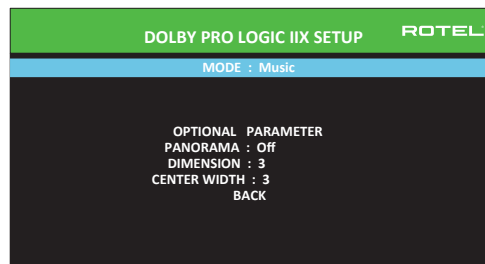 DOLBY PRO LOGIC IIX SETUP
ROTEL
MODE : Music
OPTIONAL PARAMETER
PANORAMA : Off
DIMENSION : 3
CENTER WIDTH : 3
BACK